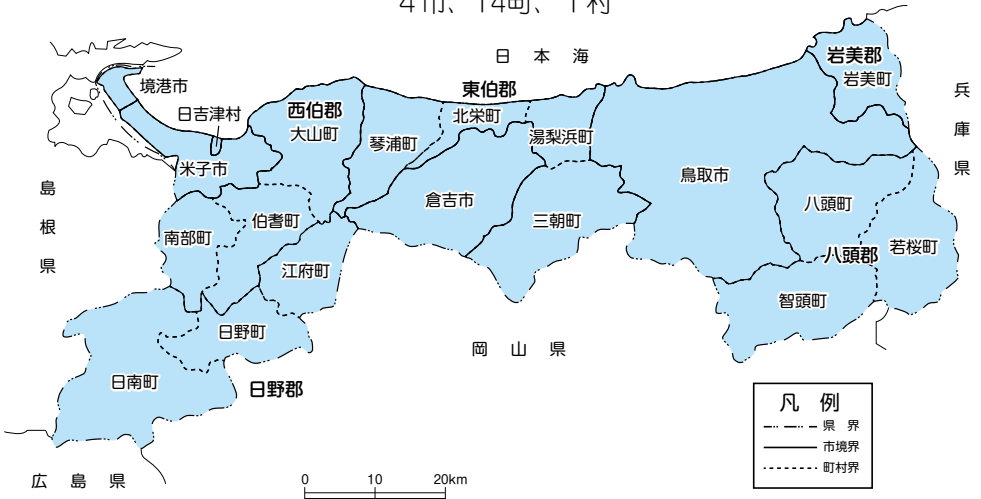 4市、14町、1村
日本海
岩美郡
岩美町
境港市
東伯郡
兵庫県
日吉津村
西伯郡
北栄町
大山町
湯梨浜町
琴浦町
米子市
鳥取市
島根県
倉吉市
八頭町
伯耆町
三朝町
南部町
八頭郡
若桜町
江府町
智頭町
日野町
岡山県
日南町
日野郡
凡例
県界
市境界
町村界
広島県
0 10 20km